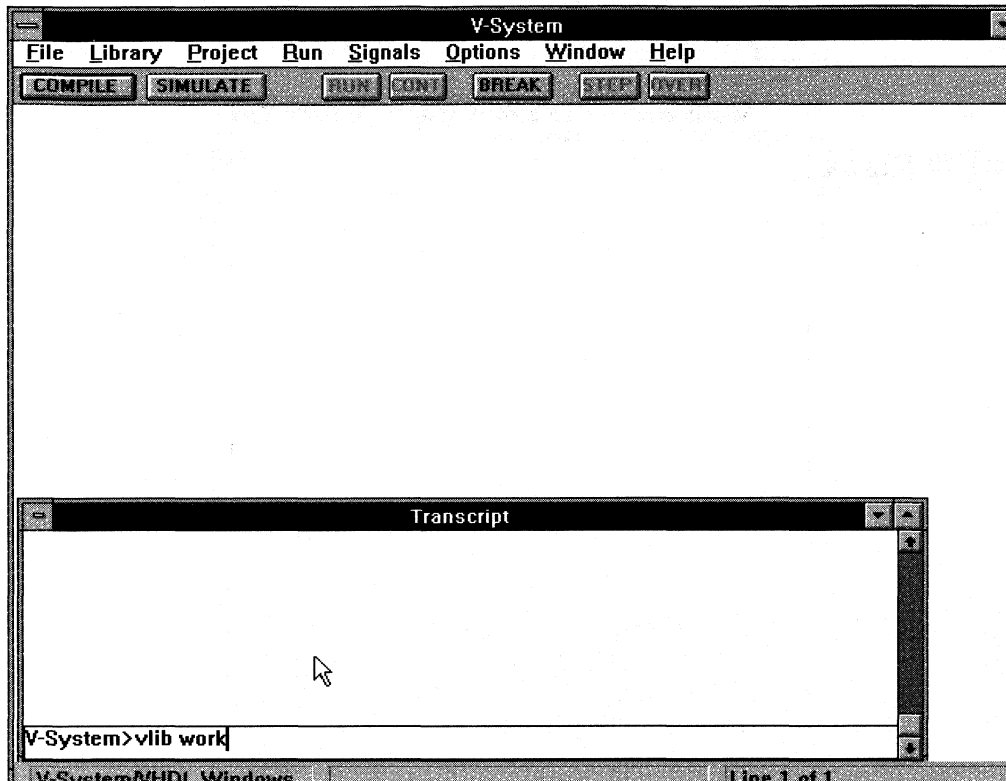 V-System
File Library Project Run Signals Options Window Help
COMPILE SIMULATE RUN CONT BREAK STEP OVER
Transcript
V-System>vlib work
V-System/VHDL Windows Line 1 of 1